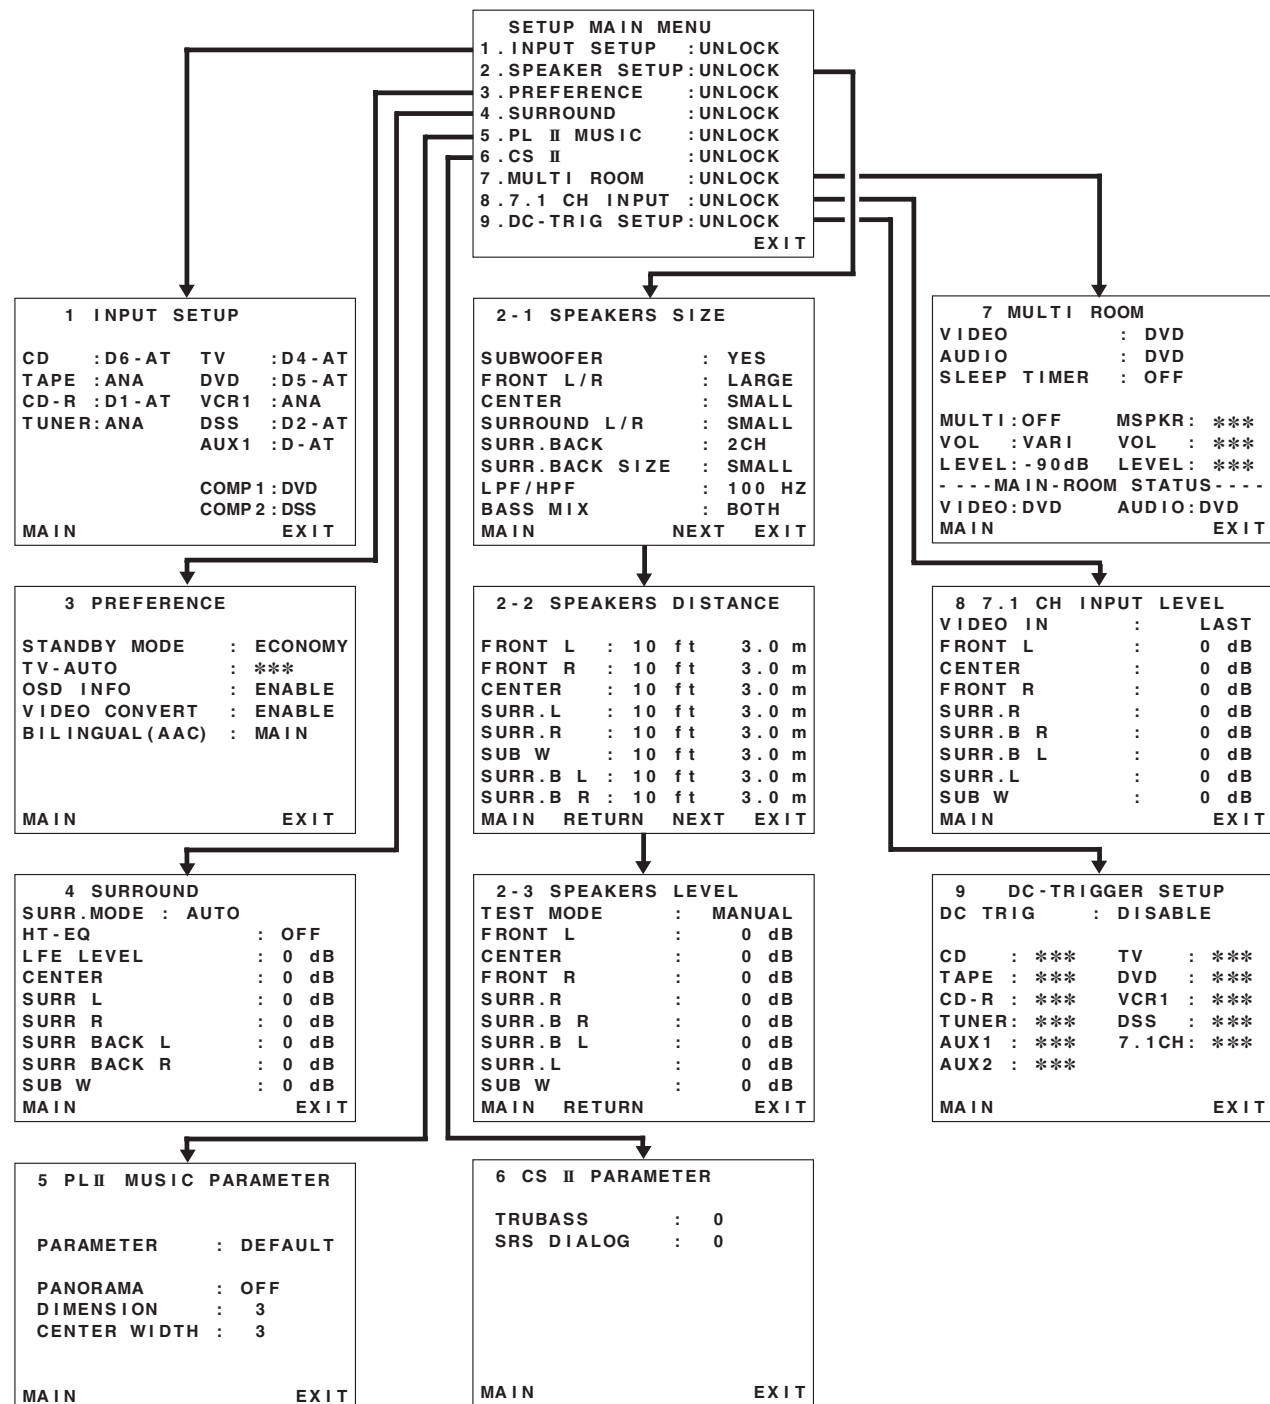 SETUP MAIN MENU
1.INPUT SETUP :UNLOCK
2.SPEAKER SETUP:UNLOCK
3.PREFERENCE :UNLOCK
4.SURROUND :UNLOCK
5.PL II MUSIC :UNLOCK
6.CS II :UNLOCK
7.MULTI ROOM :UNLOCK
8.7.1 CH INPUT :UNLOCK
9.DC-TRIG SETUP:UNLOCK
EXIT
1 INPUT SETUP
CD :D6-AT TV :D4-AT
TAPE :ANA DVD :D5-AT
CD-R :D1-AT VCR1 :ANA
TUNER:ANA DSS :D2-AT
AUX1 :D-AT
COMP1:DVD
COMP2:DSS
MAIN EXIT
2-1 SPEAKERS SIZE
SUBWOOFER : YES
FRONT L/R : LARGE
CENTER : SMALL
SURROUND L/R : SMALL
SURR.BACK : 2CH
SURR.BACK SIZE : SMALL
LPF/HPF : 100 HZ
BASS MIX : BOTH
MAIN NEXT EXIT
7 MULTI ROOM
VIDEO : DVD
AUDIO : DVD
SLEEP TIMER : OFF
MULTI:OFF MSPKR: ***
VOL :VARI VOL : ***
LEVEL:-90dB LEVEL: ***
----MAIN-ROOM STATUS----
VIDEO:DVD AUDIO:DVD
MAIN EXIT
3 PREFERENCE
STANDBY MODE : ECONOMY
TV-AUTO : ***
OSD INFO : ENABLE
VIDEO CONVERT : ENABLE
BILINGUAL(AAC) : MAIN
MAIN EXIT
2-2 SPEAKERS DISTANCE
FRONT L : 10 ft 3.0 m
FRONT R : 10 ft 3.0 m
CENTER : 10 ft 3.0 m
SURR.L : 10 ft 3.0 m
SURR.R : 10 ft 3.0 m
SUB W : 10 ft 3.0 m
SURR.B L : 10 ft 3.0 m
SURR.B R : 10 ft 3.0 m
MAIN RETURN NEXT EXIT
8 7.1 CH INPUT LEVEL
VIDEO IN : LAST
FRONT L : 0 dB
CENTER : 0 dB
FRONT R : 0 dB
SURR.R : 0 dB
SURR.B R : 0 dB
SURR.B L : 0 dB
SURR.L : 0 dB
SUB W : 0 dB
MAIN EXIT
4 SURROUND
SURR.MODE : AUTO
HT-EQ : OFF
LFE LEVEL : 0 dB
CENTER : 0 dB
SURR L : 0 dB
SURR R : 0 dB
SURR BACK L : 0 dB
SURR BACK R : 0 dB
SUB W : 0 dB
MAIN EXIT
2-3 SPEAKERS LEVEL
TEST MODE : MANUAL
FRONT L : 0 dB
CENTER : 0 dB
FRONT R : 0 dB
SURR.R : 0 dB
SURR.B R : 0 dB
SURR.B L : 0 dB
SURR.L : 0 dB
SUB W : 0 dB
MAIN RETURN EXIT
9 DC-TRIGGER SETUP
DC TRIG : DISABLE
CD : *** TV : ***
TAPE : *** DVD : ***
CD-R : *** VCR1 : ***
TUNER: *** DSS : ***
AUX1 : *** 7.1CH: ***
AUX2 : ***
MAIN EXIT
5 PLII MUSIC PARAMETER
PARAMETER : DEFAULT
PANORAMA : OFF
DIMENSION : 3
CENTER WIDTH : 3
MAIN EXIT
6 CS II PARAMETER
TRUBASS : 0
SRS DIALOG : 0
MAIN EXIT